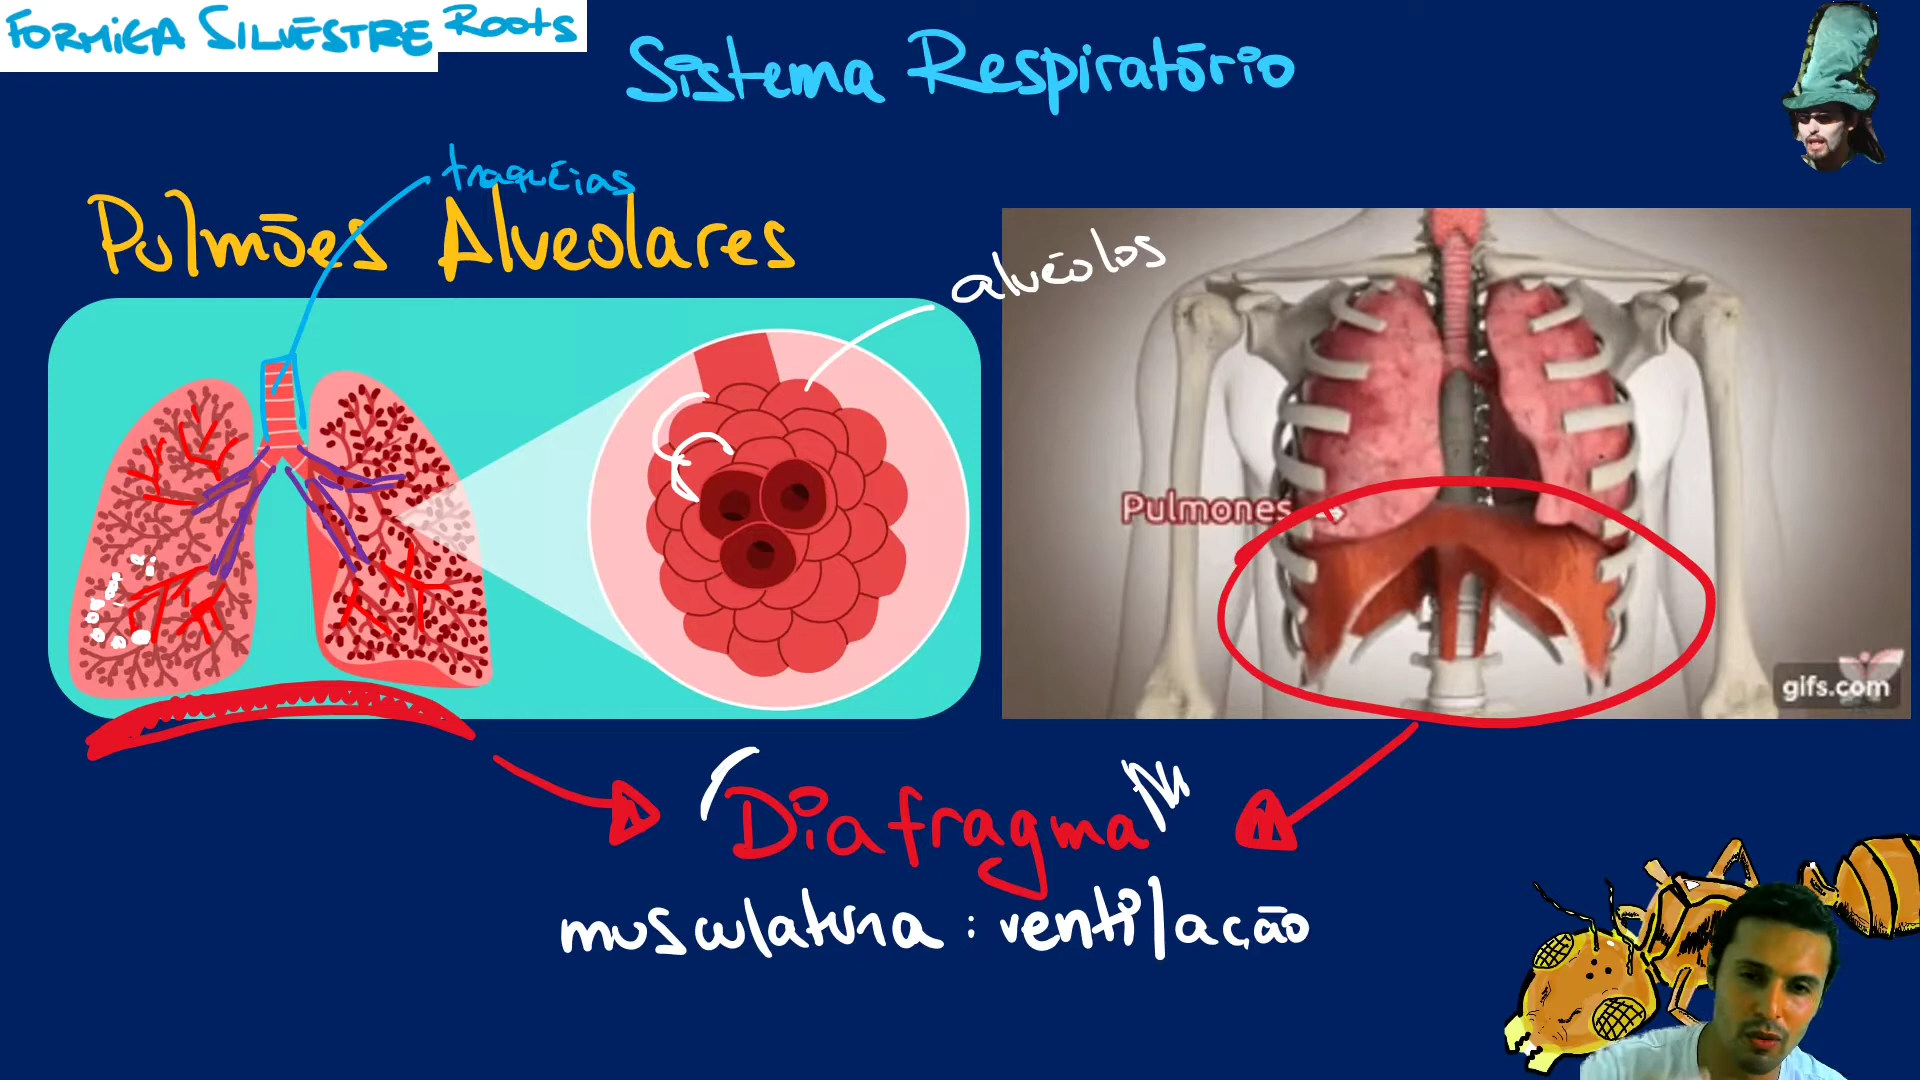 FORMIGA SILVESTRE Roots
Sistema Respiratório
traquéias
Pulmões Alveolares
alvéolos
Pulmones
gifs.com
Diafragma
musculatura : ventilação